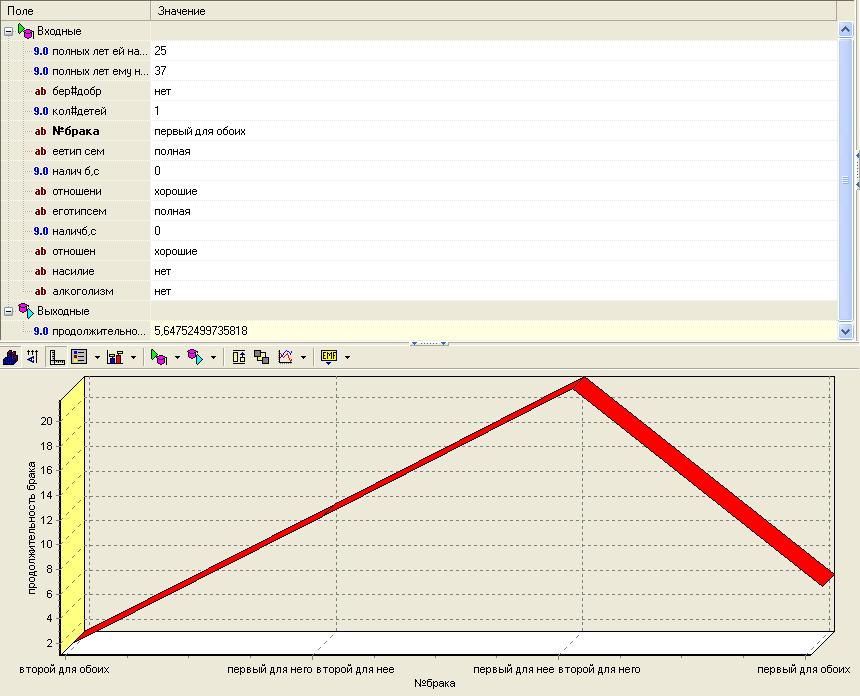 Поле Значение
Входные
9.0 полных лет ей на... 25
9.0 полных лет ему н... 37
ab бер#добр нет
9.0 кол#детей 1
ab №брака первый для обоих
ab еетип сем полная
9.0 налич б,с 0
ab отношени хорошие
ab еготипсем полная
9.0 наличб,с 0
ab отношен хорошие
ab насилие нет
ab алкоголизм нет
Выходные
9.0 продолжительно... 5,64752499735818
EMF
20
18
16
14
12
10
8
6
4
2
продолжительность брака
второй для обоих первый для него второй для нее первый для нее второй для него первый для обоих
№брака